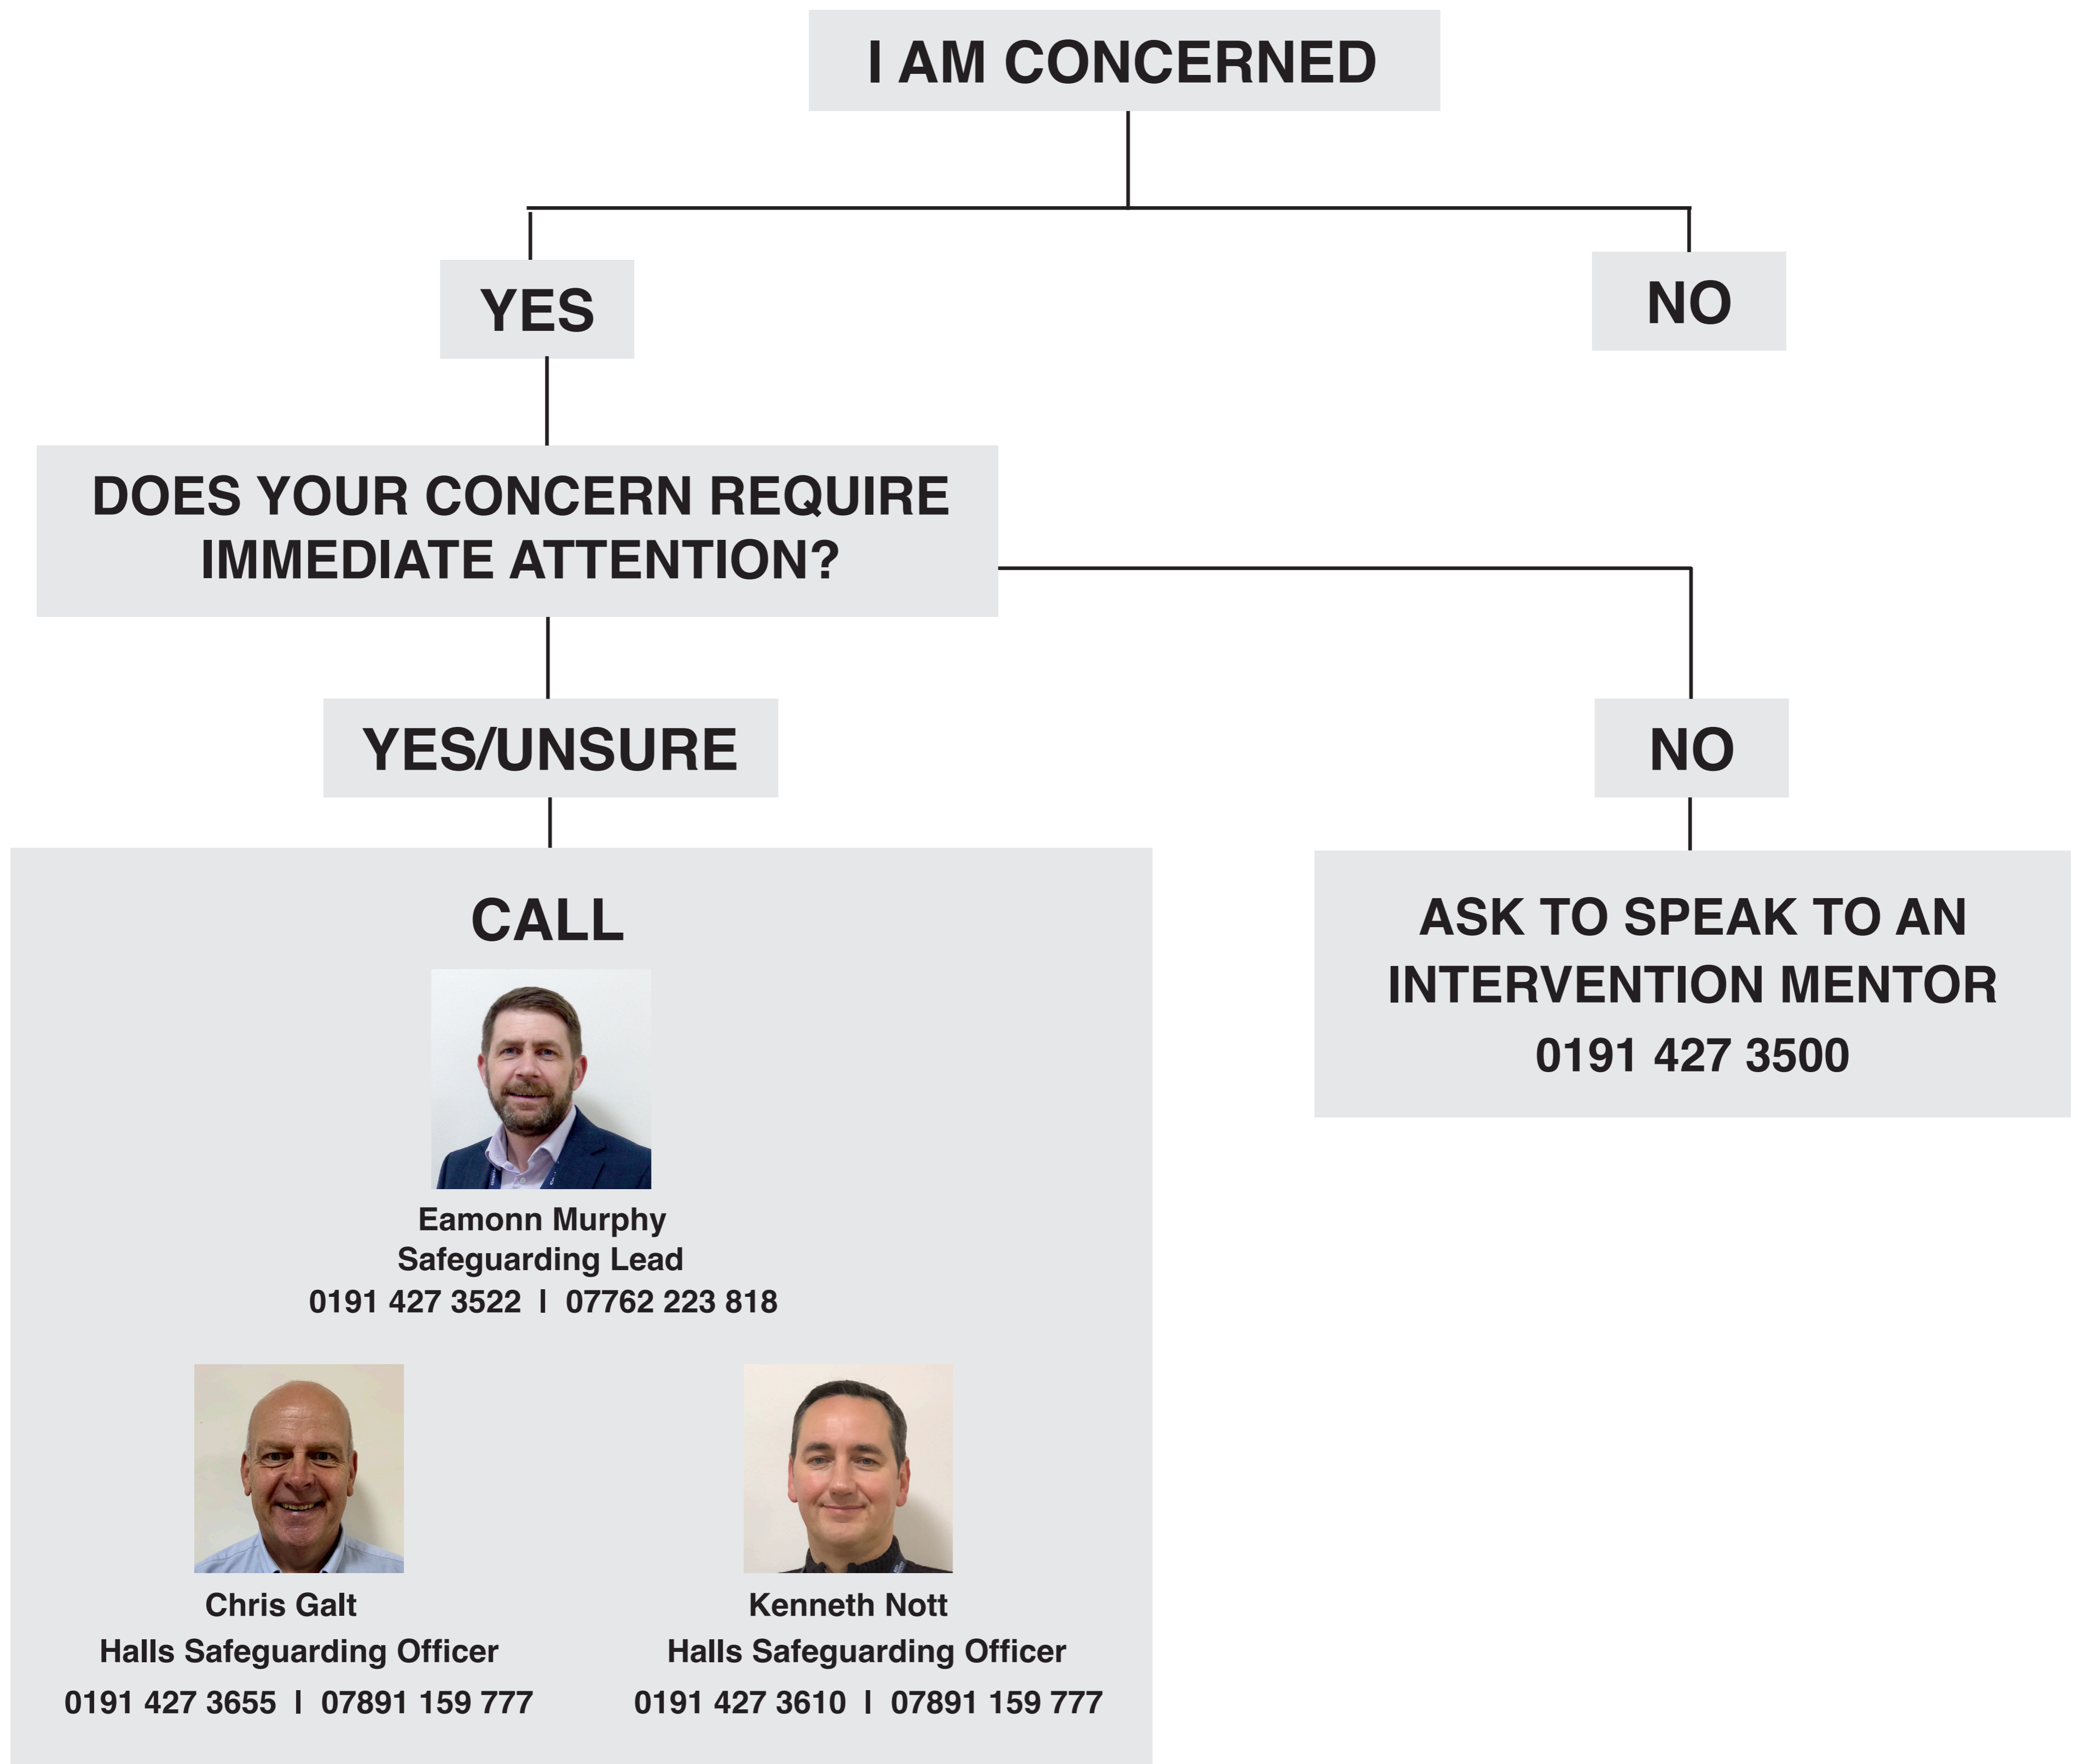 I AM CONCERNED
YES
NO
DOES YOUR CONCERN REQUIRE
IMMEDIATE ATTENTION?
YES/UNSURE
NO
CALL
Eamonn Murphy
Safeguarding Lead
0191 427 3522 | 07762 223 818
Chris Galt
Halls Safeguarding Officer
0191 427 3655 | 07891 159 777
Kenneth Nott
Halls Safeguarding Officer
0191 427 3610 | 07891 159 777
ASK TO SPEAK TO AN
INTERVENTION MENTOR
0191 427 3500